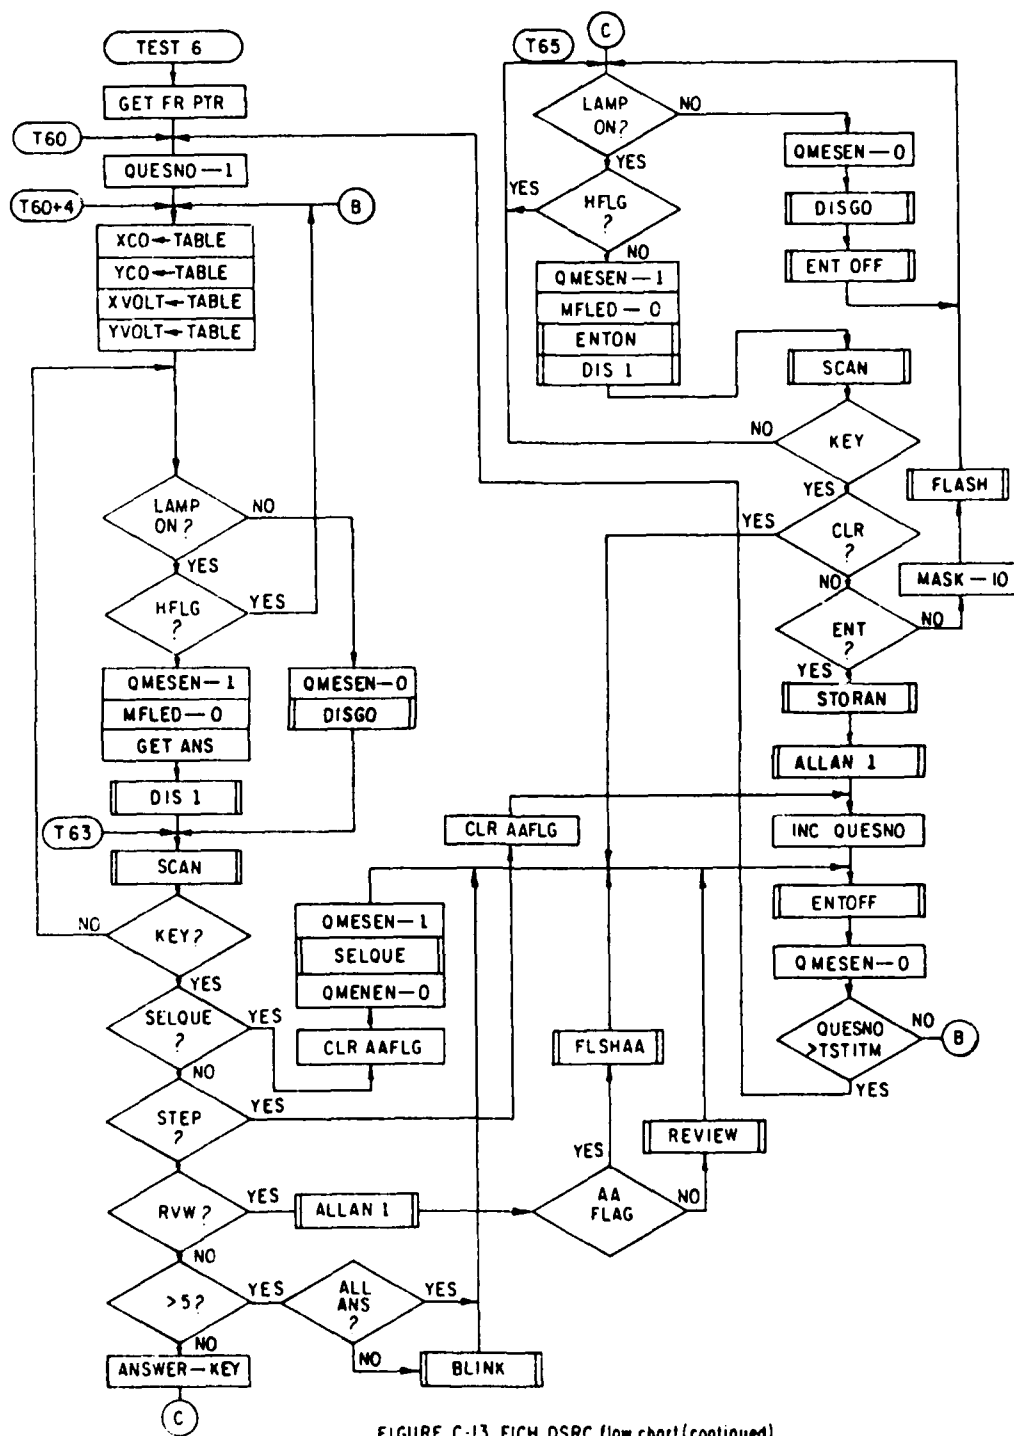 TEST 6
GET FR PTR
T60
QUESNO—1
T60+4
B
XCO←TABLE
YCO←TABLE
XVOLT←TABLE
YVOLT←TABLE
LAMP
ON?
NO
YES
HFLG
?
YES
QMESEN—1
MFLED—0
GET ANS
DIS 1
QMESEN—0
DISGO
T63
SCAN
KEY?
NO
YES
SELQUE
?
YES
NO
QMESEN—1
SELQUE
QMENEN—0
CLR AAFLG
STEP
?
YES
CLR AAFLG
RVW?
YES
NO
ALLAN 1
AA
FLAG
YES
NO
FLSHAA
REVIEW
>5?
YES
NO
ALL
ANS
?
YES
NO
BLINK
ANSWER—KEY
C
C
T65
LAMP
ON?
NO
YES
QMESEN—0
DISGO
ENT OFF
HFLG
?
YES
NO
QMESEN—1
MFLED—0
ENTON
DIS 1
SCAN
KEY
NO
YES
CLR
?
YES
NO
ENT
?
NO
YES
MASK—10
FLASH
STORAN
ALLAN 1
INC QUESNO
ENTOFF
QMESEN—0
QUESNO
>TSTITM
NO
B
YES
FIGURE C-13. FICH DSRC flow chart (continued)